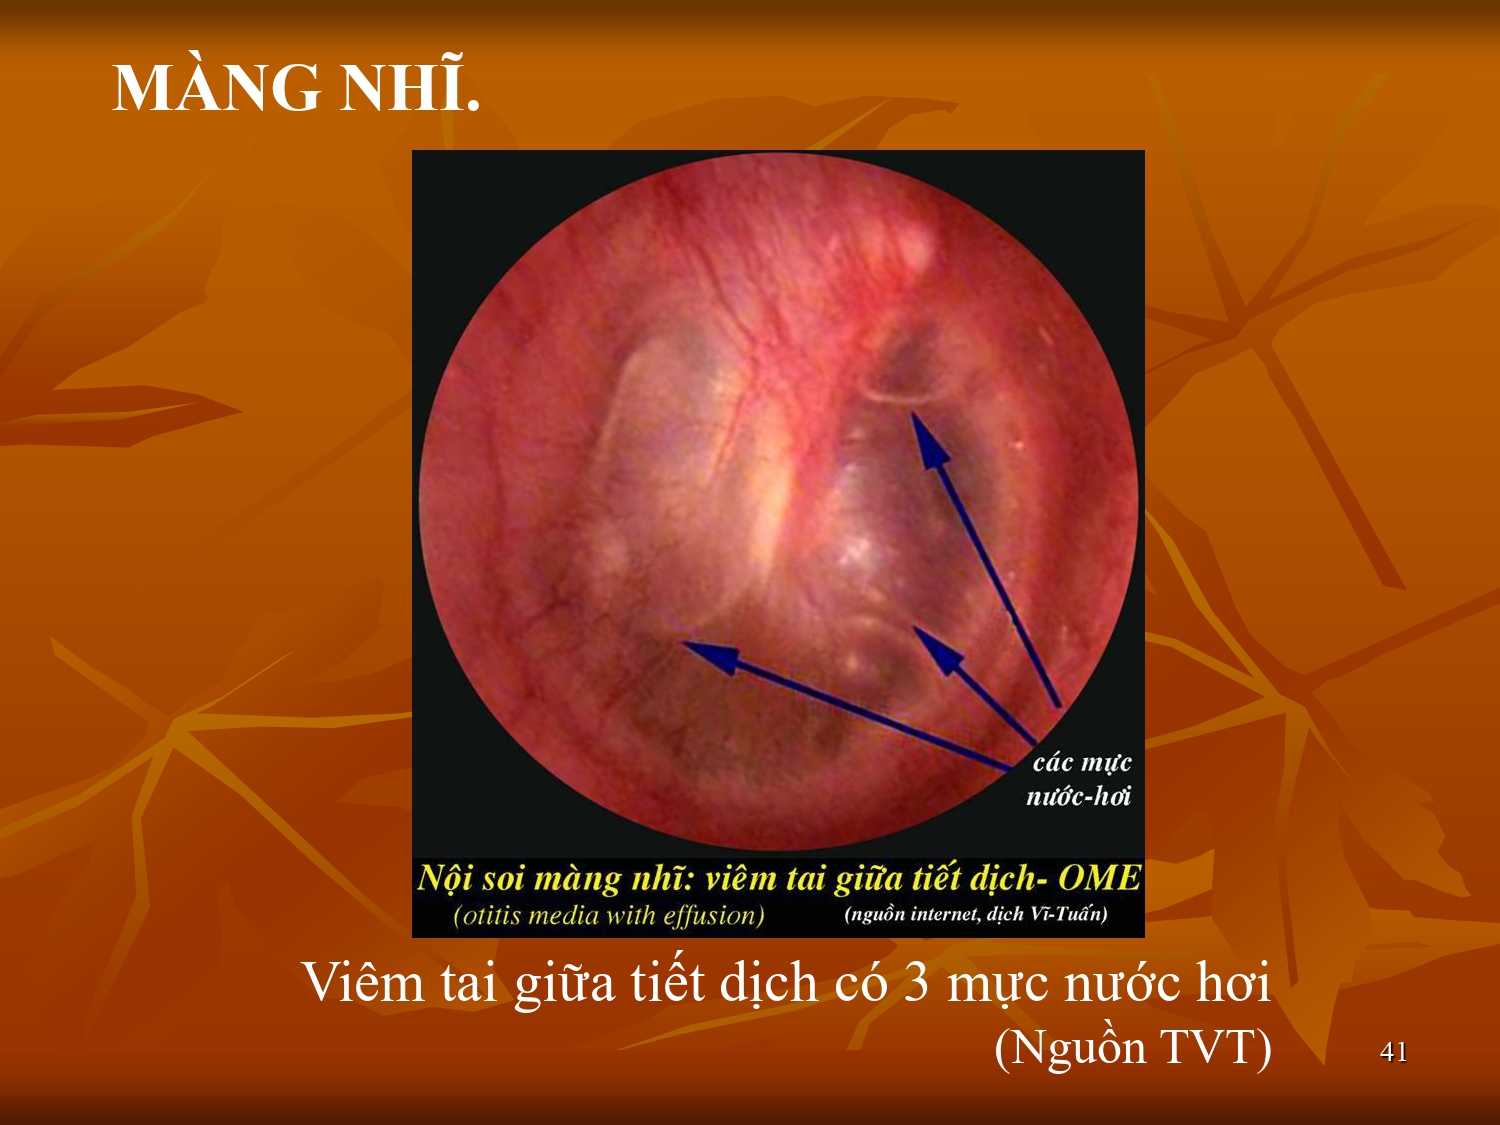 MÀNG NHĨ.
các mực
nước-hơi
Nội soi màng nhĩ: viêm tai giữa tiết dịch- OME
(otitis media with effusion) (nguồn internet, dịch Vĩ-Tuấn)
Viêm tai giữa tiết dịch có 3 mực nước hơi
(Nguồn TVT)
41